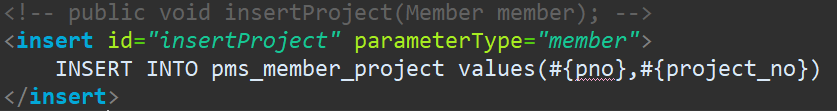 <!-- public void insertProject(Member member); -->
<insert id="insertProject" parameterType="member">
    INSERT INTO pms_member_project values(#{pno},#{project_no})
</insert>